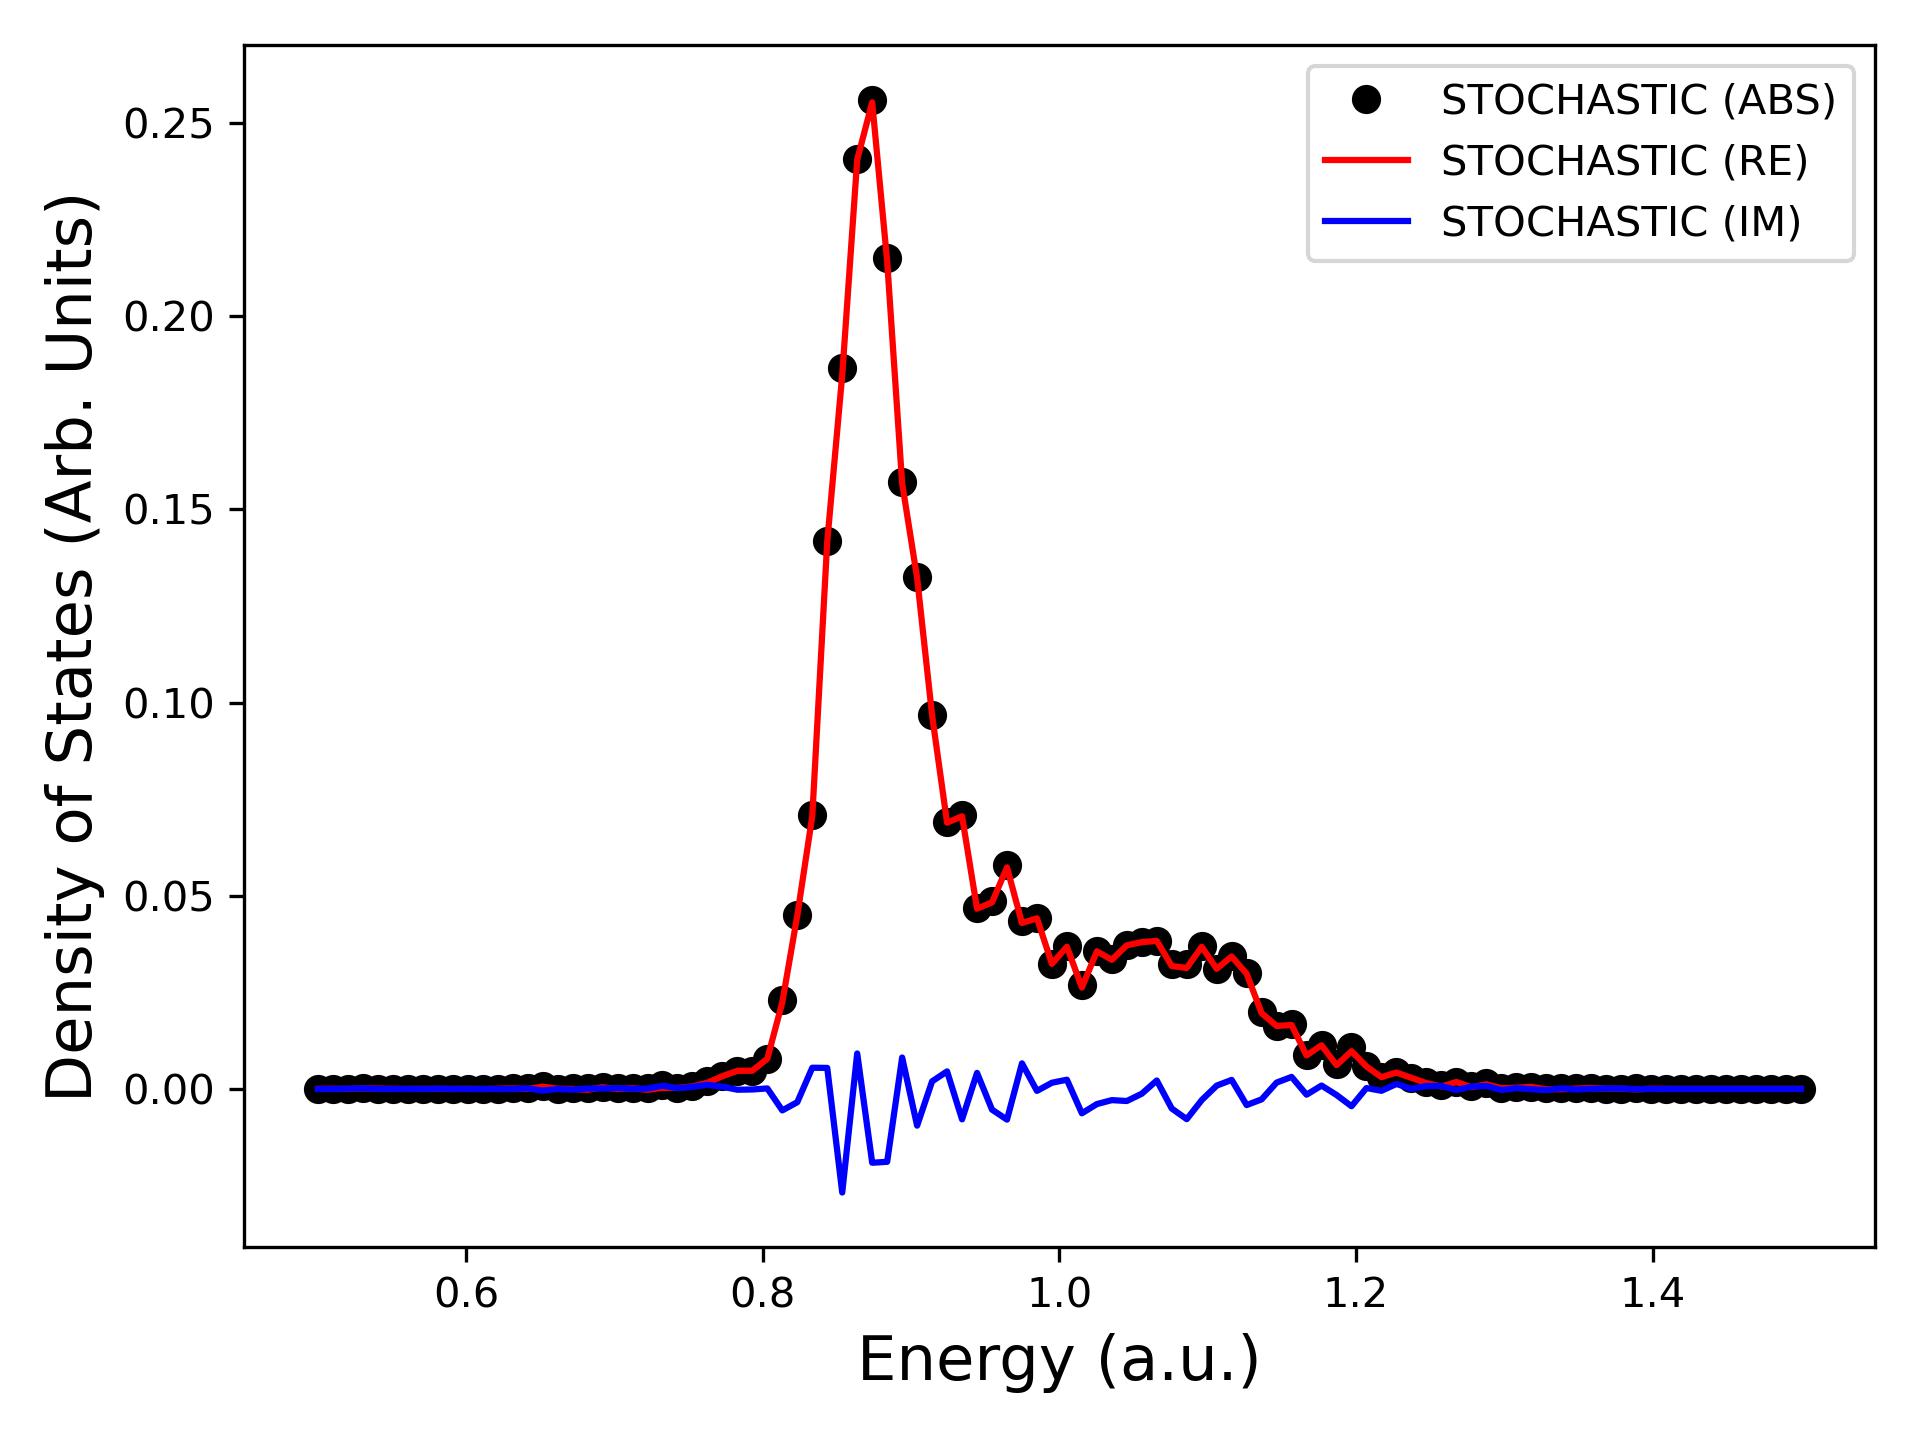 STOCHASTIC (ABS)
STOCHASTIC (RE)
STOCHASTIC (IM)
Density of States (Arb. Units)
0.25
0.20
0.15
0.10
0.05
0.00
0.6 0.8 1.0 1.2 1.4
Energy (a.u.)